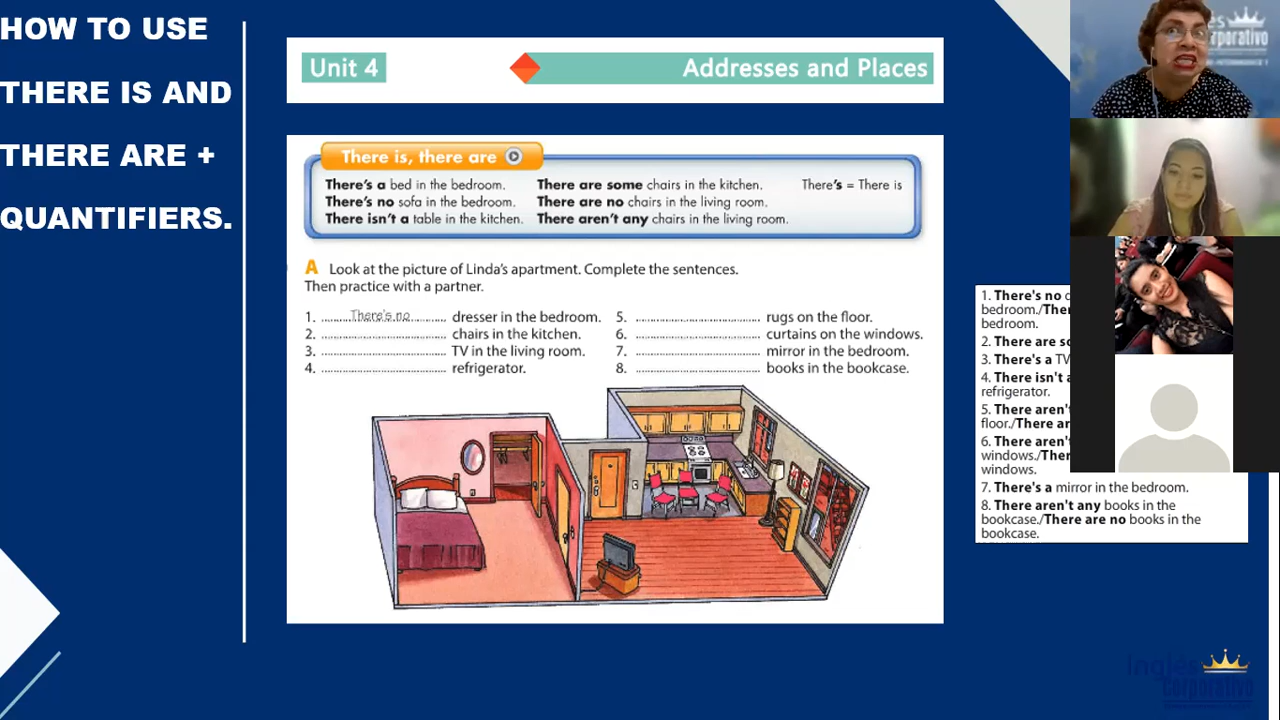 HOW TO USE
THERE IS AND
THERE ARE +
QUANTIFIERS.
Unit 4
Addresses and Places
There is, there are
There's a bed in the bedroom.
There's no sofa in the bedroom.
There isn't a table in the kitchen.
There are some chairs in the kitchen.
There are no chairs in the living room.
There aren't any chairs in the living room.
There's = There is
A Look at the picture of Linda's apartment. Complete the sentences.
Then practice with a partner.
1. There's no dresser in the bedroom.
2. chairs in the kitchen.
3. TV in the living room.
4. refrigerator.
5. rugs on the floor.
6. curtains on the windows.
7. mirror in the bedroom.
8. books in the bookcase.
1. There's no
bedroom./
bedroom.
2. There are
3. There's a TV
4. There isn't
refrigerator.
5. There aren't
floor./There
6. There aren't
windows./
windows.
7. There's a mirror in the bedroom.
8. There aren't any books in the
bookcase./There are no books in the
bookcase.
Inglés
corporativo